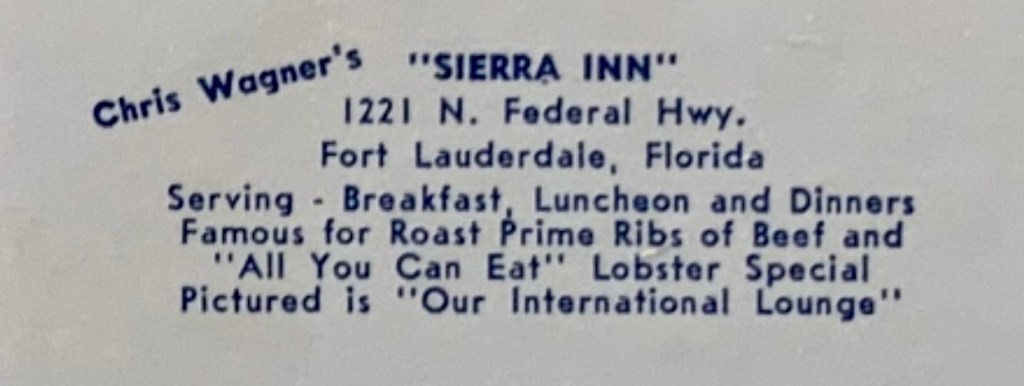 Chris Wagner's "SIERRA INN"
1221 N. Federal Hwy.
Fort Lauderdale, Florida
Serving - Breakfast, Luncheon and Dinners
Famous for Roast Prime Ribs of Beef and
"All You Can Eat" Lobster Special
Pictured is "Our International Lounge"